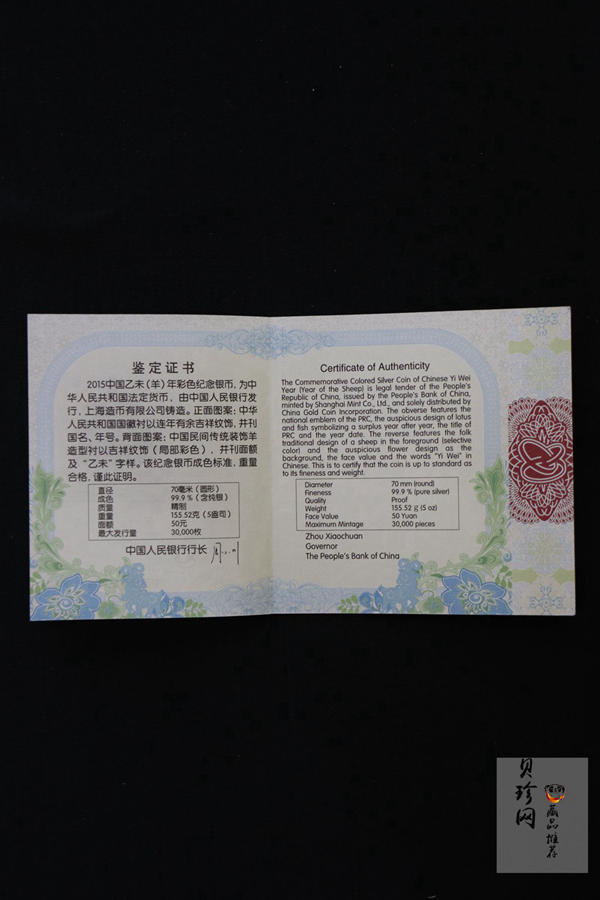 鉴定证书
2015中国乙未(羊)年彩色纪念银币，为中
华人民共和国法定货币，由中国人民银行发
行，上海造币有限公司铸造。正面图案：中华
人民共和国国徽衬以连年有余吉祥纹饰，并刊
国名、年号。背面图案：中国民间传统装饰羊
造型衬以吉祥纹饰(局部彩色)，并刊面额
及“乙未”字样。该纪念银币成色标准，重量
合格，谨此证明。
直径 70毫米(圆形)
成色 99.9%(含纯银)
质量 精制
重量 155.52克(5盎司)
面额 50元
最大发行量 30,000枚
中国人民银行行长
Certificate of Authenticity
The Commemorative Colored Silver Coin of Chinese Yi Wei
Year (Year of the Sheep) is legal tender of the People's
Republic of China, issued by the People's Bank of China,
minted by Shanghai Mint Co., Ltd., and solely distributed by
China Gold Coin Incorporation. The obverse features the
national emblem of the PRC, the auspicious design of lotus
and fish symbolizing a surplus year after year, the title of
PRC and the year date. The reverse features the folk
traditional design of a sheep in the foreground (selective
color) and the auspicious flower design as the
background, the face value and the words "Yi Wei" in
Chinese. This is to certify that the coin is up to standard as
to its fineness and weight.
Diameter 70 mm (round)
Fineness 99.9 % (pure silver)
Quality Proof
Weight 155.52 g (5 oz)
Face Value 50 Yuan
Maximum Mintage 30,000 pieces
Zhou Xiaochuan
Governor
The People's Bank of China
贝珍网
藏品推荐